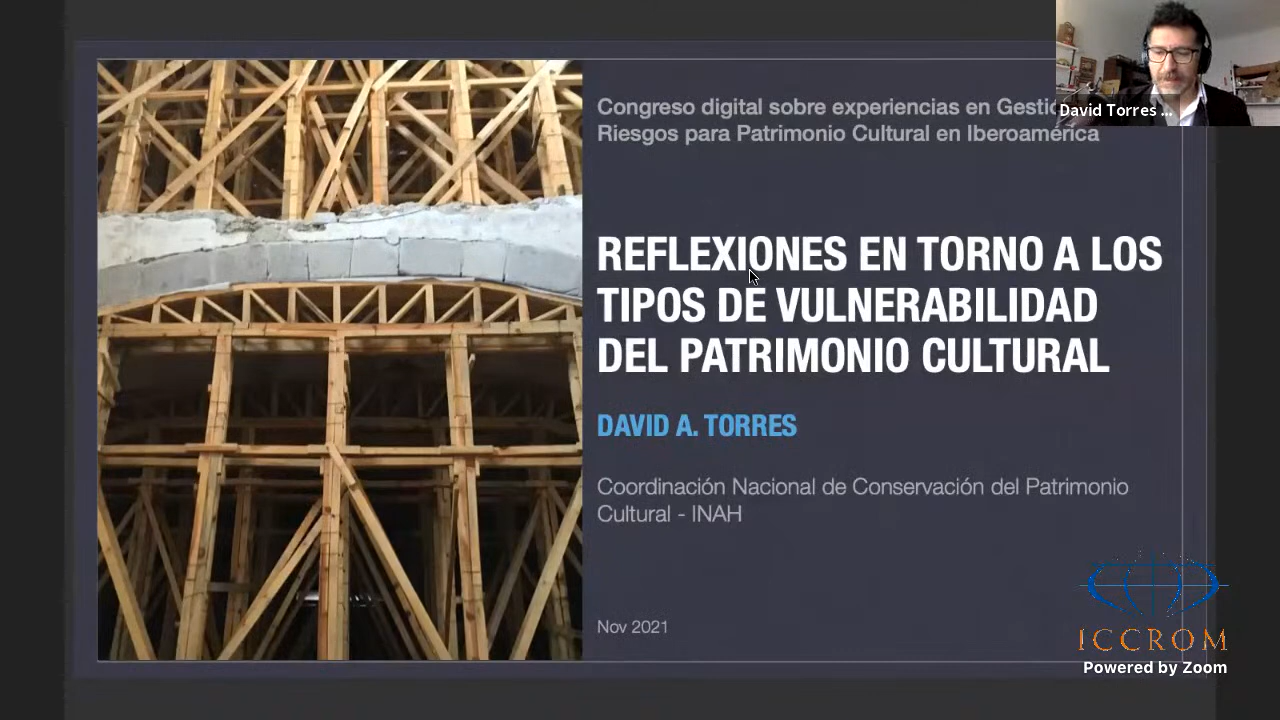 Congreso digital sobre experiencias en Gestió
Riesgos para Patrimonio Cultural en Iberoamérica
David Torres ...
REFLEXIONES EN TORNO A LOS
TIPOS DE VULNERABILIDAD
DEL PATRIMONIO CULTURAL
DAVID A. TORRES
Coordinación Nacional de Conservación del Patrimonio
Cultural - INAH
Nov 2021
ICCROM
Powered by Zoom